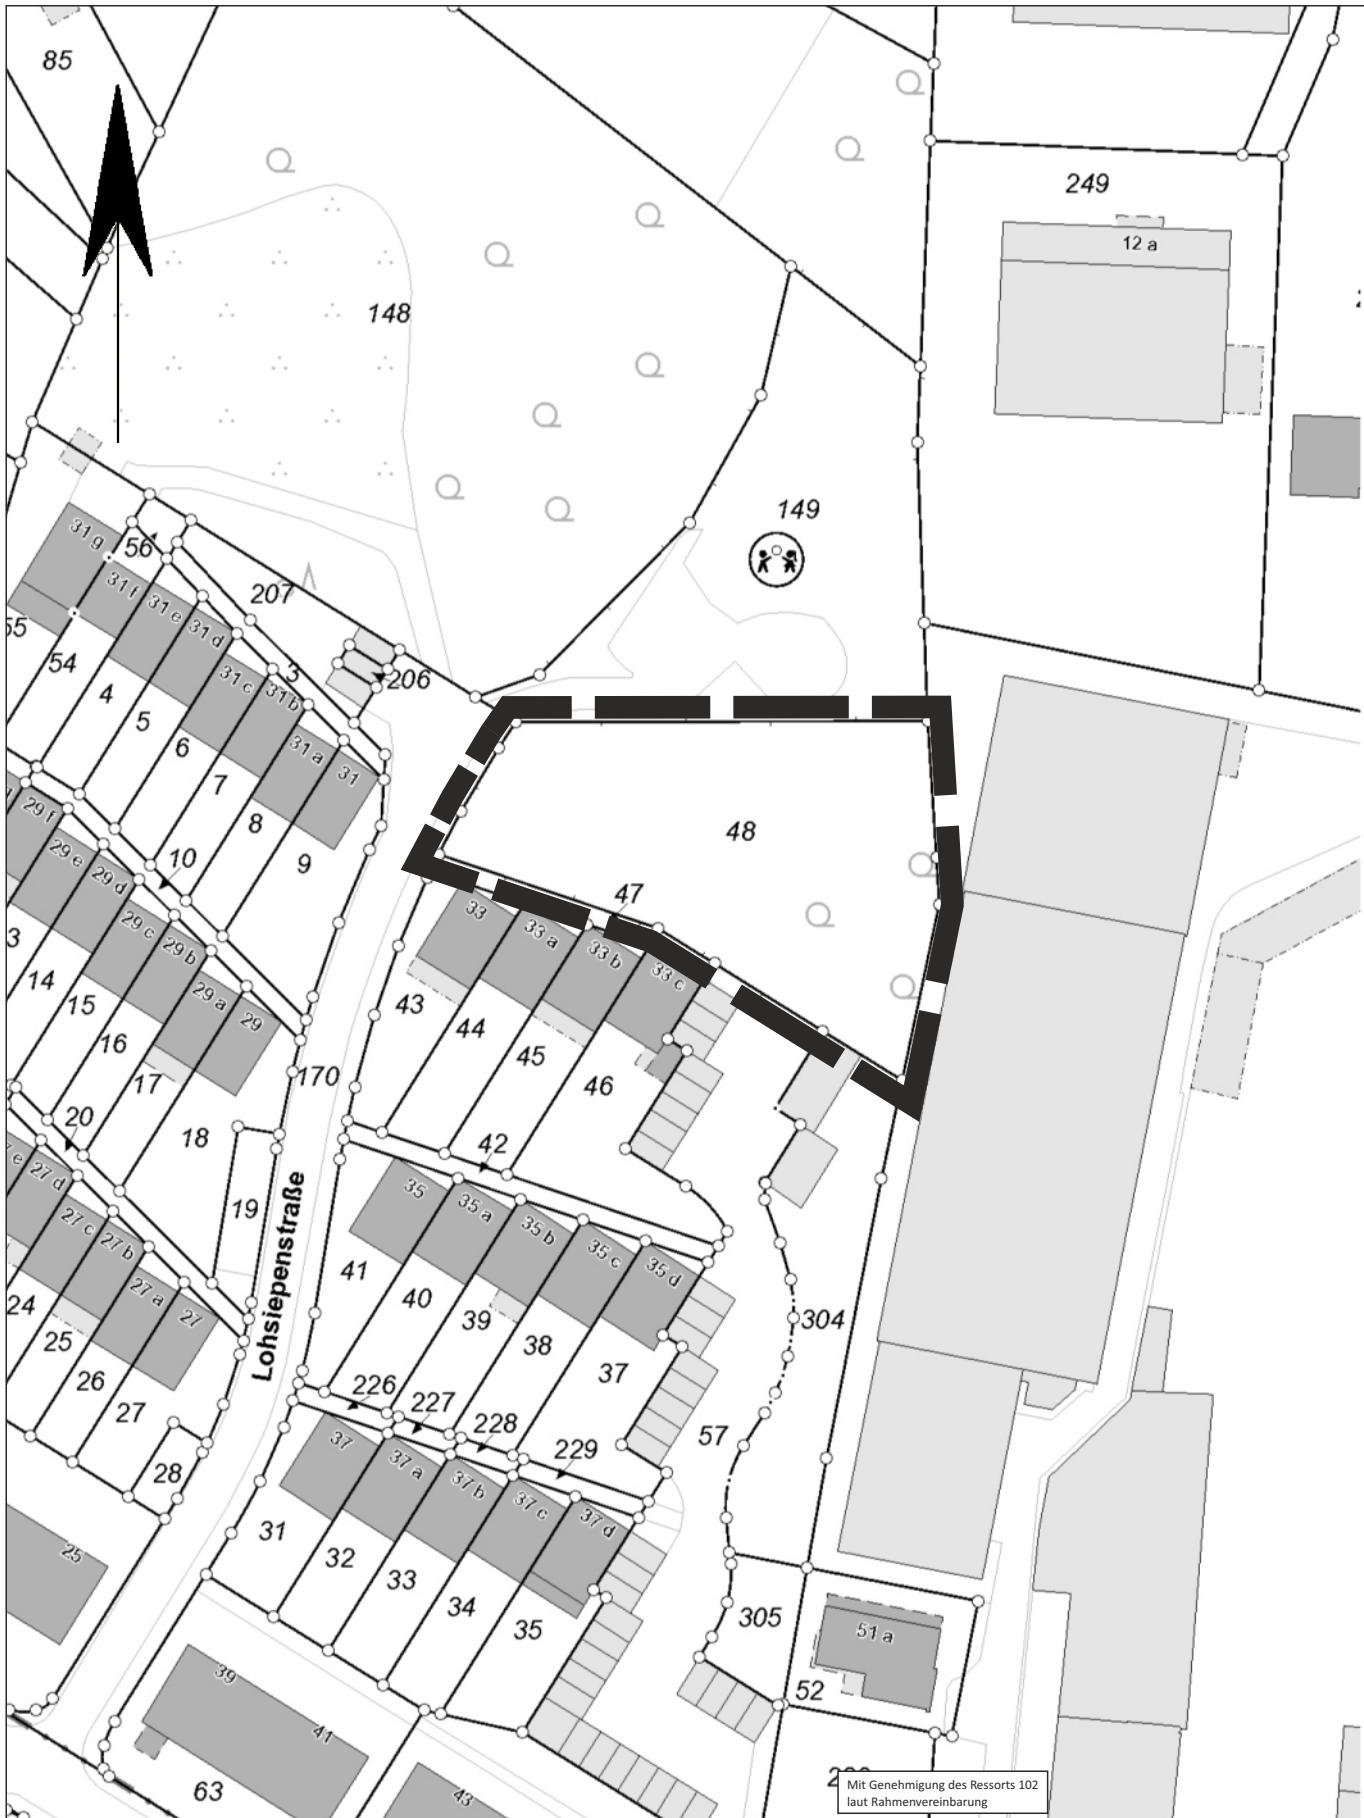 85
249
12 a
148
149
31 g
56
31 f
31 e
31 d
207
55
54
31 c
3
31 b
206
4
5
6
31 a
31
7
48
8
29 f
9
10
29 e
47
29 d
33
29 c
33 a
3
29 b
33 b
33 c
14
29 a
43
15
29
44
16
45
170
17
46
20
18
42
27 e
27 d
35
19
27 c
35 a
27 b
35 b
41
35 c
35 d
27 a
40
24
27
39
304
25
38
Lohsiepenstraße
37
26
226
27
227
228
57
37
229
28
37 a
37 b
37 c
31
37 d
25
32
33
34
305
35
51 a
39
52
41
63
43
Mit Genehmigung des Ressorts 102
laut Rahmenvereinbarung